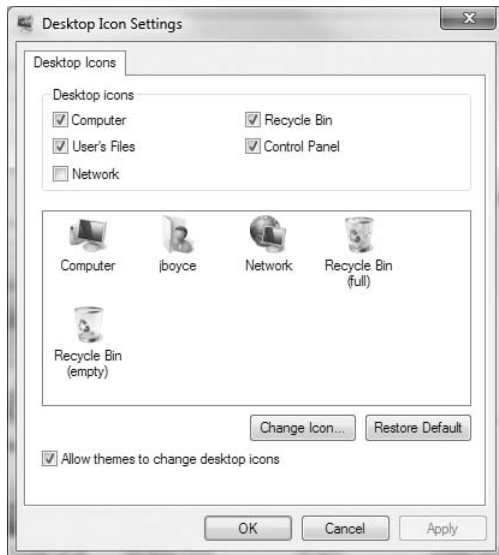 Desktop Icon Settings
Desktop Icons
Desktop icons
Computer
Recycle Bin
User's Files
Control Panel
Network
Computer
jboyce
Network
Recycle Bin
(full)
Recycle Bin
(empty)
Change Icon...
Restore Default
Allow themes to change desktop icons
OK
Cancel
Apply